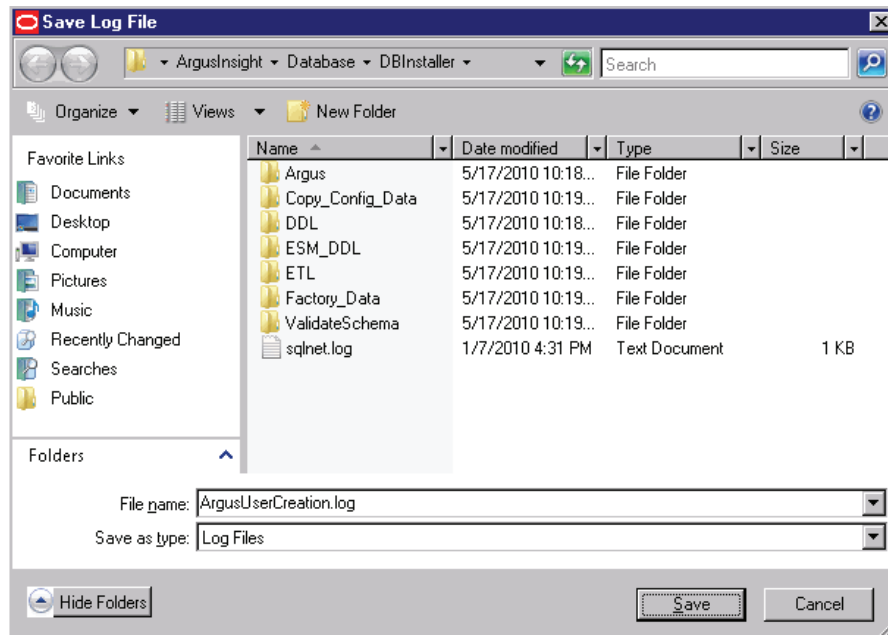 Save Log File
ArgusInsight DatabaseDBInstaller
Search
Organize Views New Folder
Favorite Links
Documents
Desktop
Computer
Pictures
Music
Recently Changed
Searches
Public
Folders
Name Date modified Type Size
Argus 5/17/2010 10:18... File Folder
Copy_Config_Data 5/17/2010 10:19... File Folder
DDL 5/17/2010 10:18... File Folder
ESM_DDL 5/17/2010 10:19... File Folder
ETL 5/17/2010 10:19... File Folder
Factory_Data 5/17/2010 10:19... File Folder
ValidateSchema 5/17/2010 10:19... File Folder
sqlnet.log 1/7/2010 4:31 PM Text Document 1 KB
File name: ArgusUserCreation.log
Save as type: Log Files
Hide Folders Save Cancel